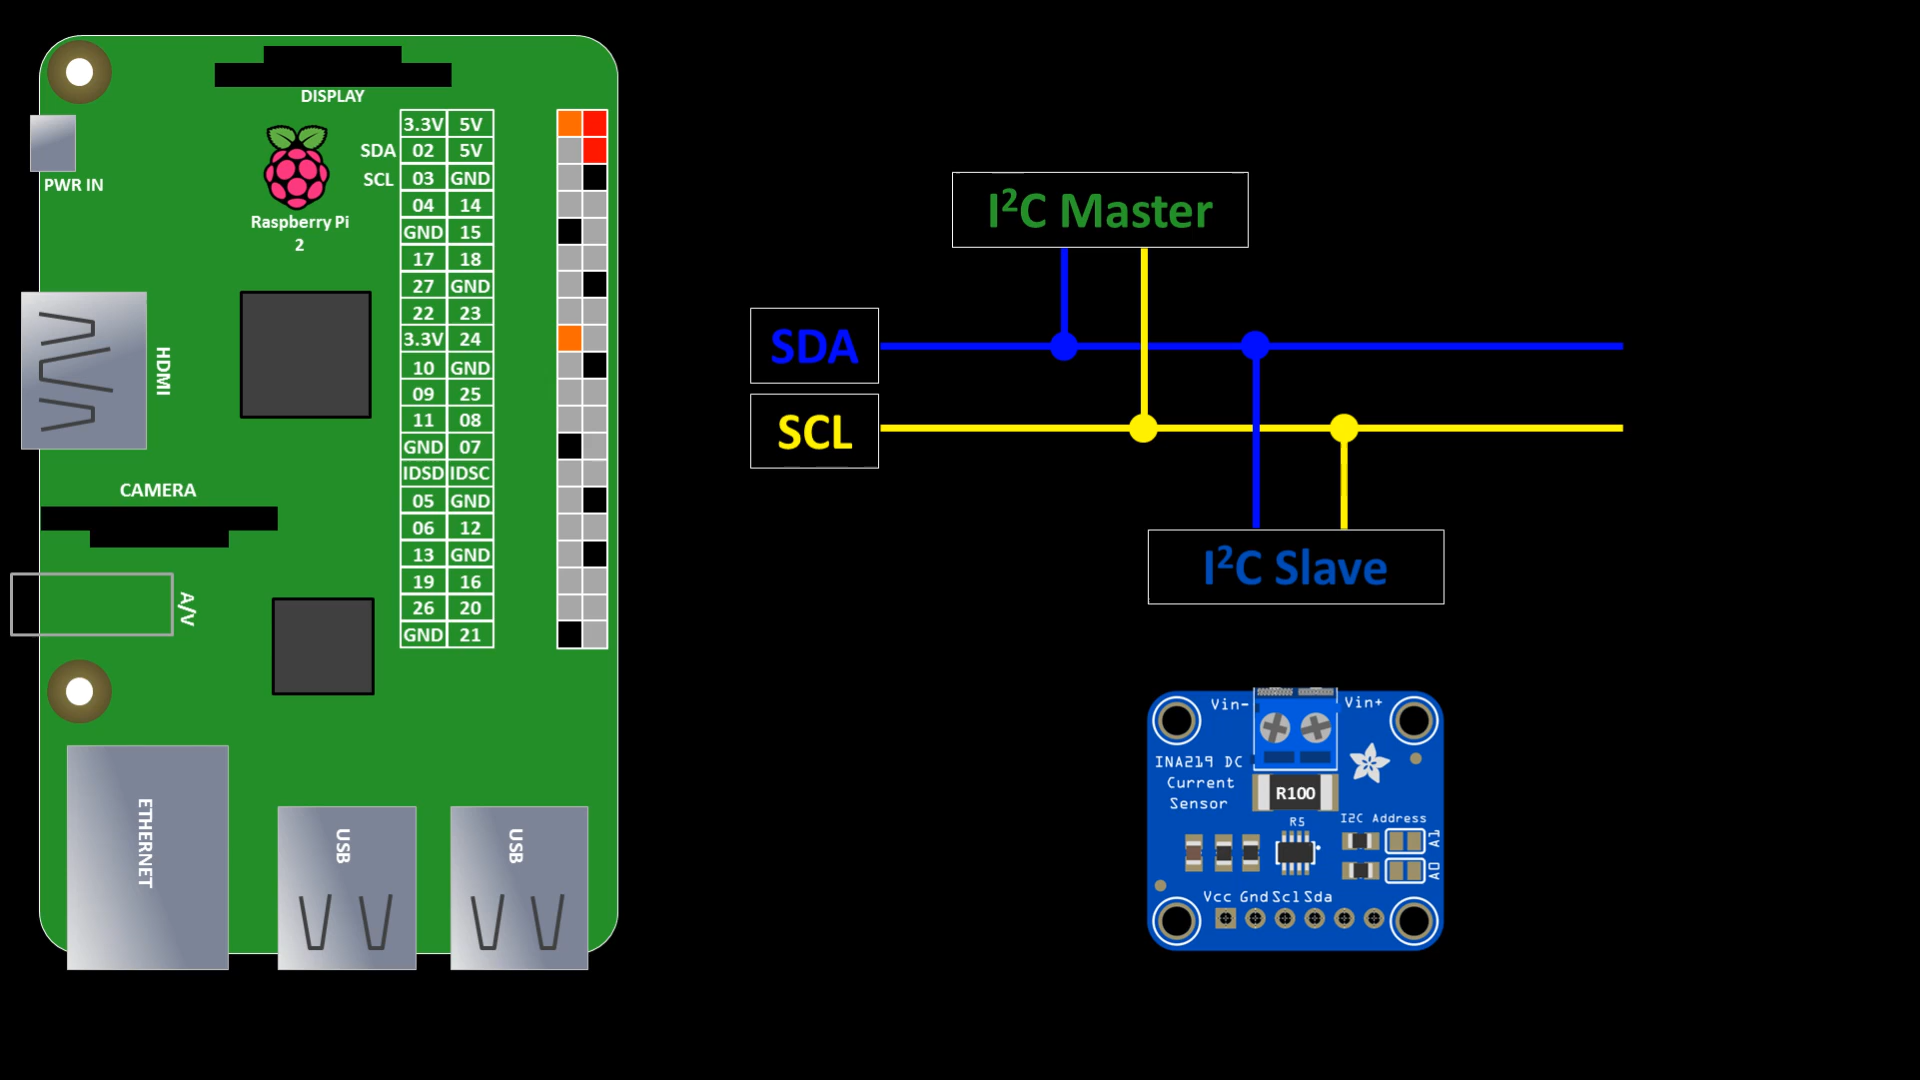 DISPLAY
3.3V 5V
SDA 02 5V
SCL 03 GND
04 14
GND 15
17 18
27 GND
22 23
3.3V 24
10 GND
09 25
11 08
GND 07
IDSD IDSC
05 GND
06 12
13 GND
19 16
26 20
GND 21
PWR IN
Raspberry Pi
2
HDMI
CAMERA
A/V
ETHERNET
USB
USB
I²C Master
SDA
SCL
I²C Slave
Vin- Vin+
INA219 DC
Current
Sensor
R100
R5
I2C Address
A1
A0
Vcc Gnd Scl Sda